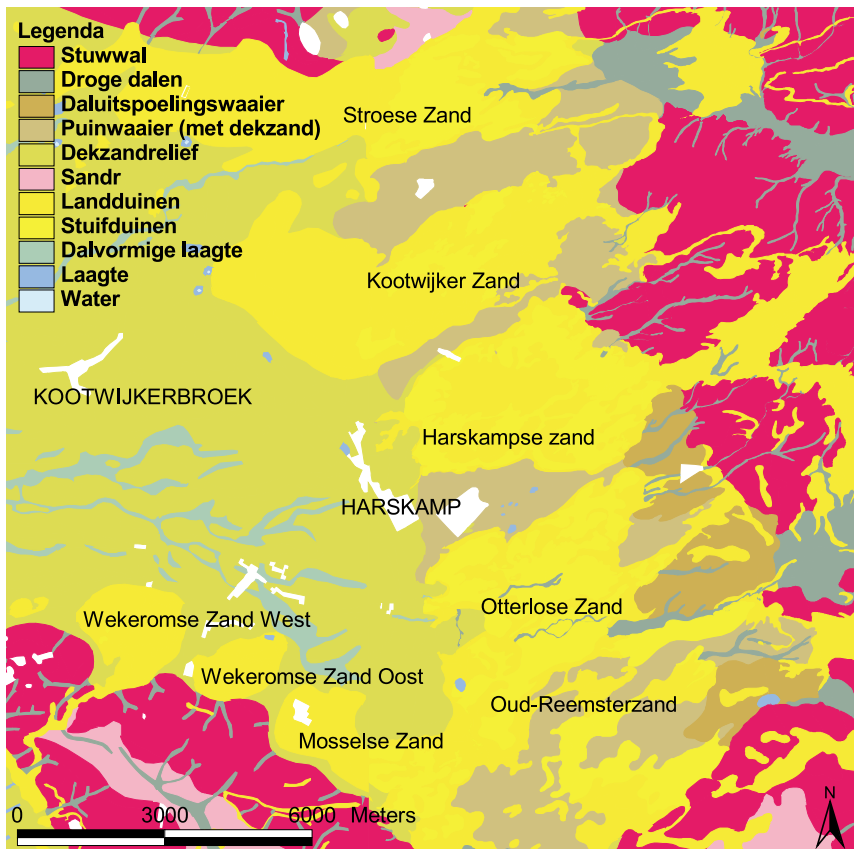 Legenda
Stuwwal
Droge dalen
Daluitspoelingswaaier
Puinwaaier (met dekzand)
Dekzandrelief
Sandr
Landduinen
Stuifduinen
Dalvormige laagte
Laagte
Water
Stroese Zand
Kootwijker Zand
KOOTWIJKERBROEK
Harskampse zand
HARSKAMP
Otterlose Zand
Wekeromse Zand West
Wekeromse Zand Oost
Oud-Reemsterzand
Mosselse Zand
0 3000 6000 Meters
N